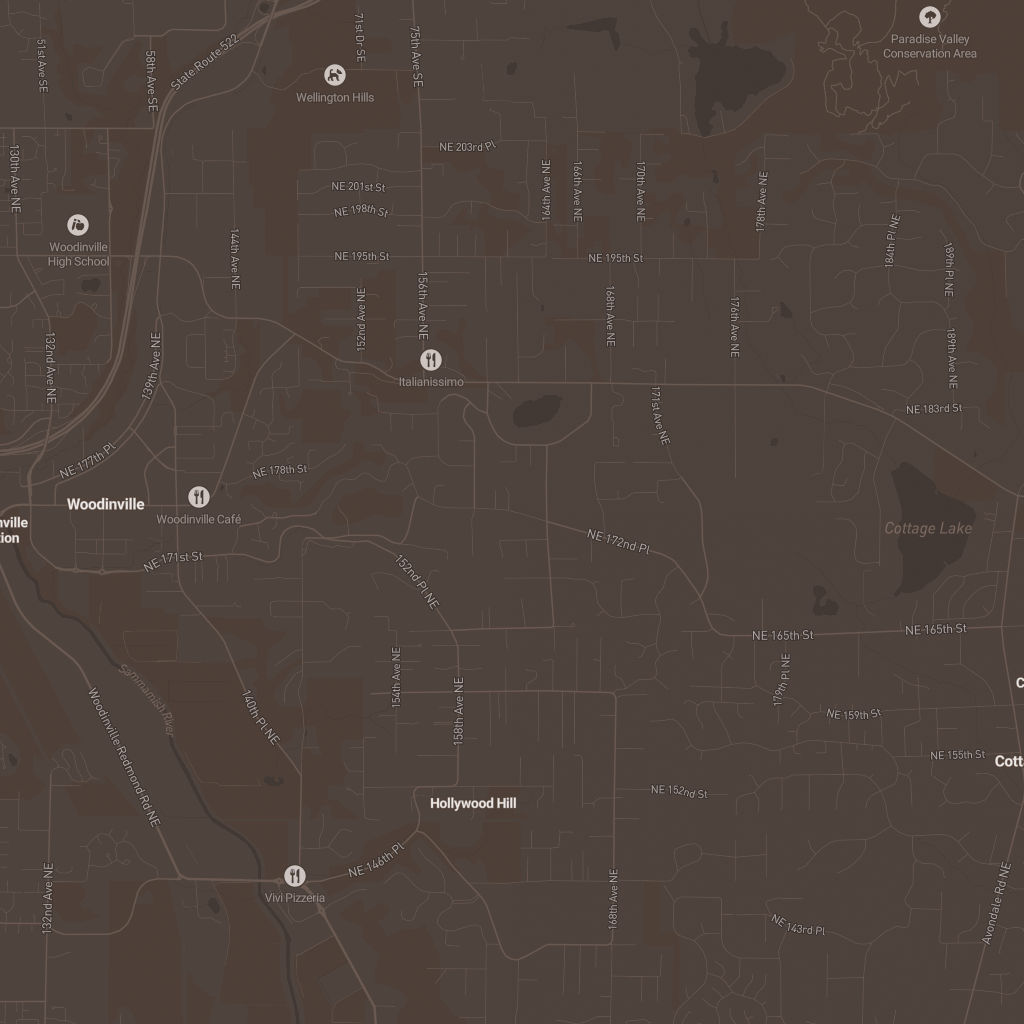 Paradise Valley
Conservation Area
51st Ave SE
58th Ave SE
State Route 522
71st Dr SE
75th Ave SE
Wellington Hills
130th Ave NE
NE 203rd Pl
164th Ave NE
166th Ave NE
170th Ave NE
178th Ave NE
NE 201st St
NE 198th St
Woodinville
High School
144th Ave NE
184th Pl NE
189th Pl NE
NE 195th St
NE 195th St
156th Ave NE
152nd Ave NE
168th Ave NE
176th Ave NE
132nd Ave NE
139th Ave NE
189th Ave NE
Italianissimo
171st Ave NE
NE 183rd St
NE 177th Pl
NE 178th St
Woodinville
Woodinville Café
Cottage Lake
NE 171st St
NE 172nd Pl
152nd Pl NE
NE 165th St
NE 165th St
Sammamish River
154th Ave NE
158th Ave NE
179th Pl NE
Woodinville Redmond Rd NE
140th Pl NE
NE 159th St
NE 155th St
NE 152nd St
Hollywood Hill
NE 146th Pl
Vivi Pizzeria
132nd Ave NE
168th Ave NE
NE 143rd Pl
Avondale Rd NE